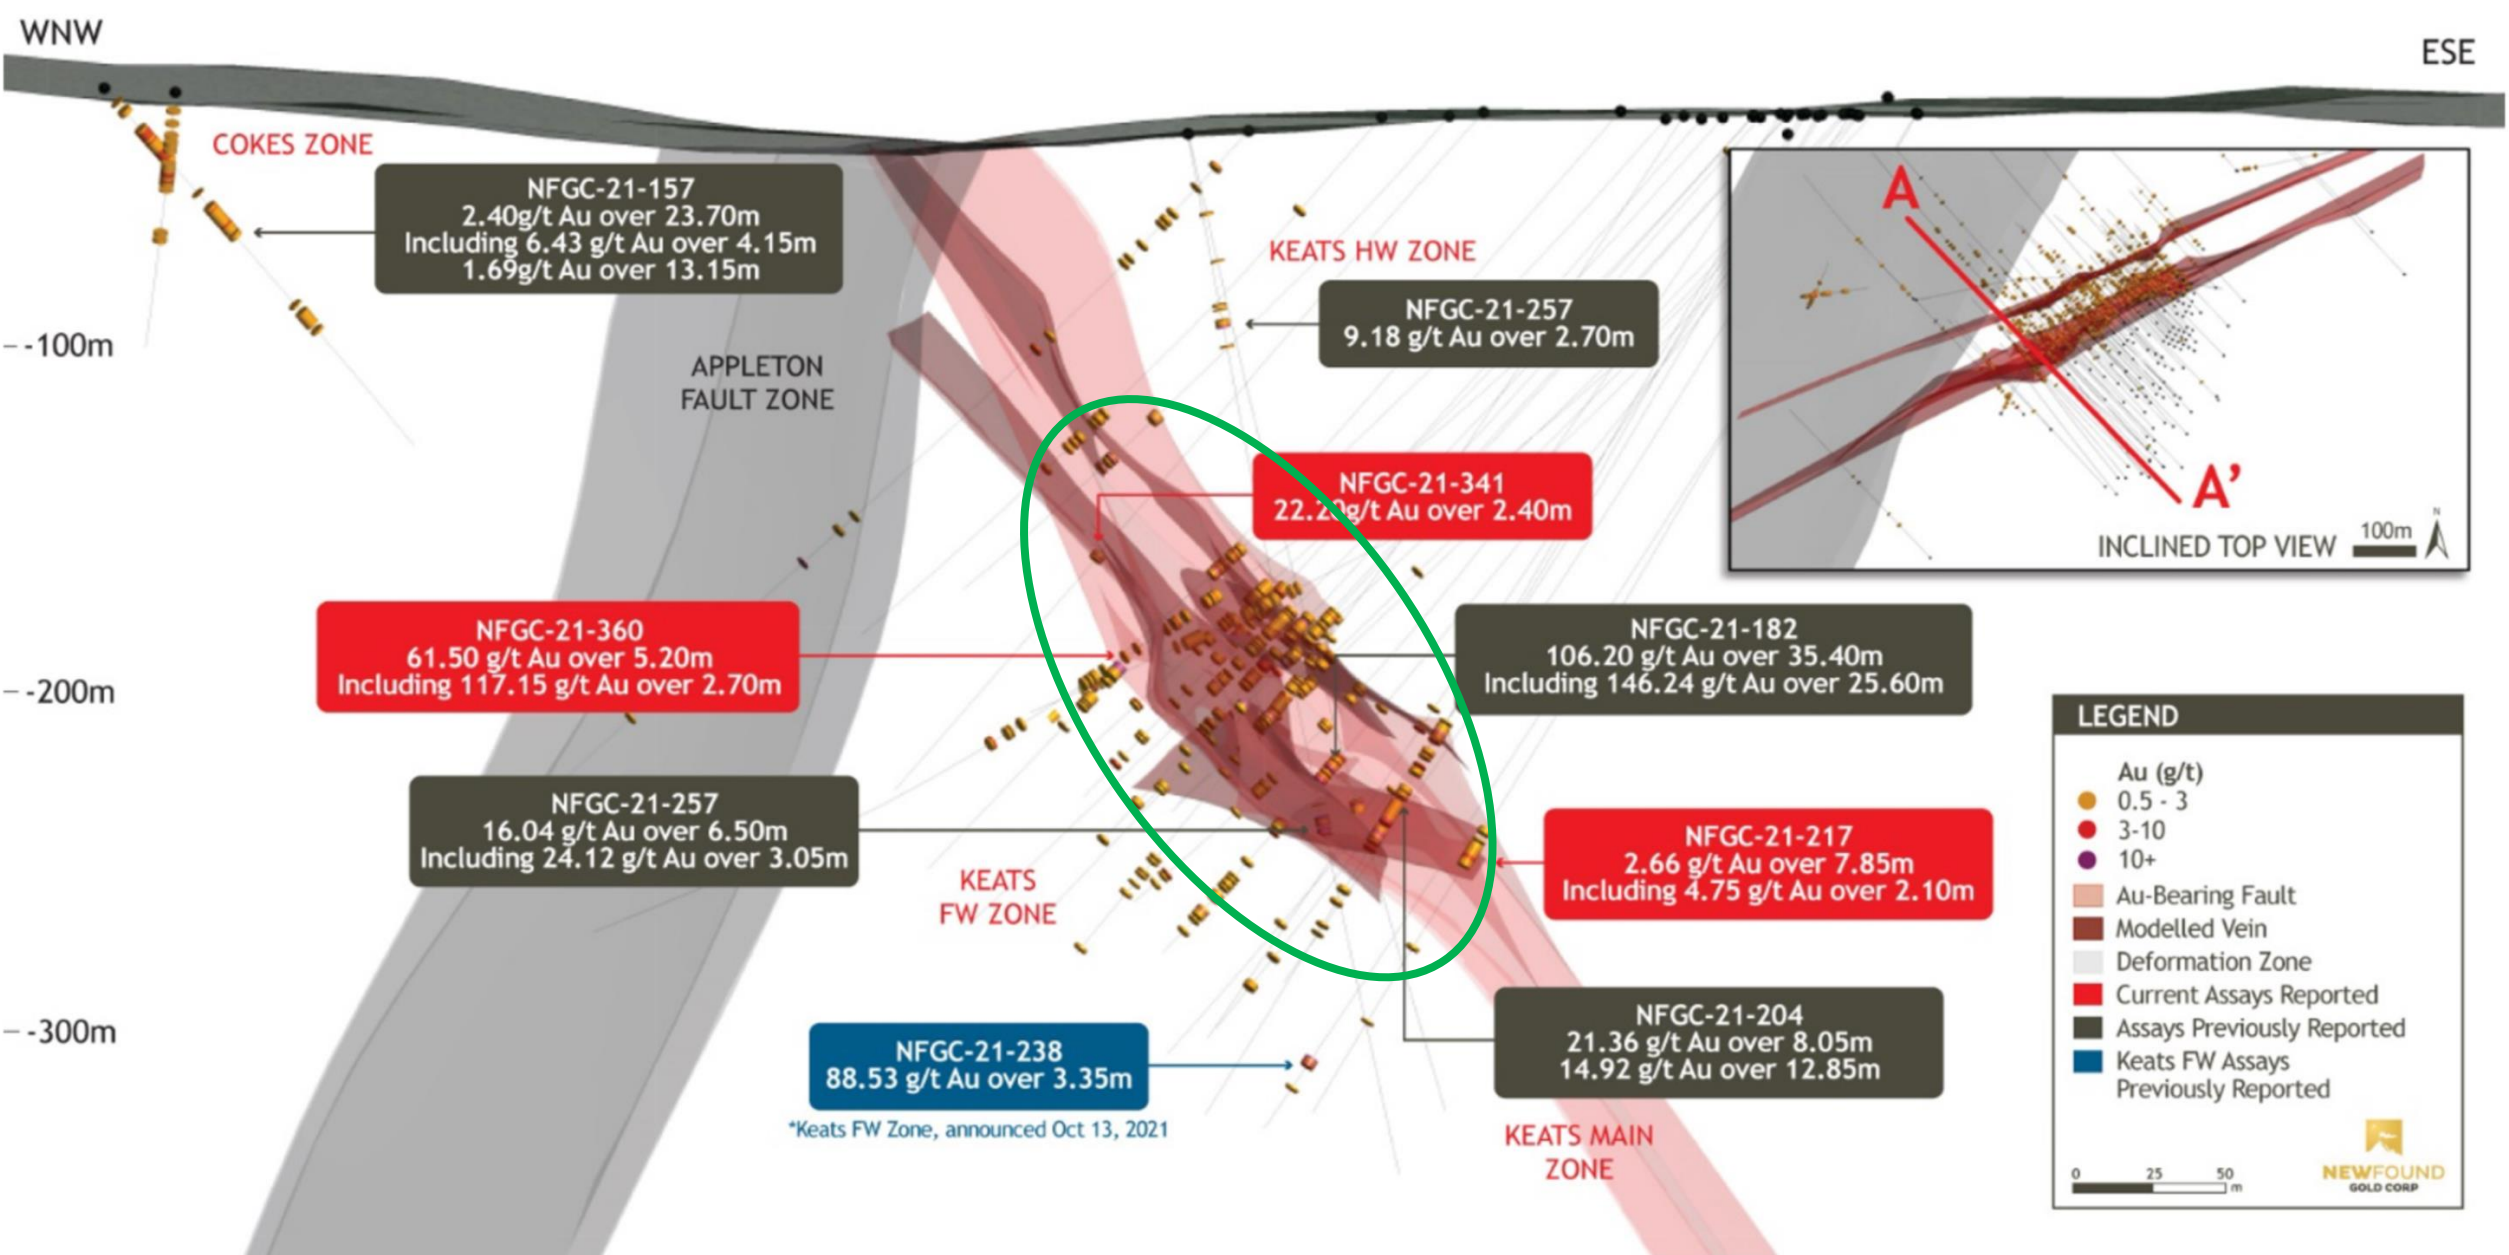 WNW
ESE
COKES ZONE
NFGC-21-157
2.40g/t Au over 23.70m
Including 6.43 g/t Au over 4.15m
1.69g/t Au over 13.15m
KEATS HW ZONE
NFGC-21-257
9.18 g/t Au over 2.70m
A
A’
INCLINED TOP VIEW
100m
N
-100m
APPLETON
FAULT ZONE
NFGC-21-341
22.20g/t Au over 2.40m
NFGC-21-360
61.50 g/t Au over 5.20m
Including 117.15 g/t Au over 2.70m
NFGC-21-182
106.20 g/t Au over 35.40m
Including 146.24 g/t Au over 25.60m
-200m
NFGC-21-257
16.04 g/t Au over 6.50m
Including 24.12 g/t Au over 3.05m
NFGC-21-217
2.66 g/t Au over 7.85m
Including 4.75 g/t Au over 2.10m
KEATS
FW ZONE
NFGC-21-204
21.36 g/t Au over 8.05m
14.92 g/t Au over 12.85m
-300m
NFGC-21-238
88.53 g/t Au over 3.35m
*Keats FW Zone, announced Oct 13, 2021
KEATS MAIN
ZONE
LEGEND
Au (g/t)
0.5 - 3
3-10
10+
Au-Bearing Fault
Modelled Vein
Deformation Zone
Current Assays Reported
Assays Previously Reported
Keats FW Assays
Previously Reported
0 25 50
m
NEWFOUND
GOLD CORP